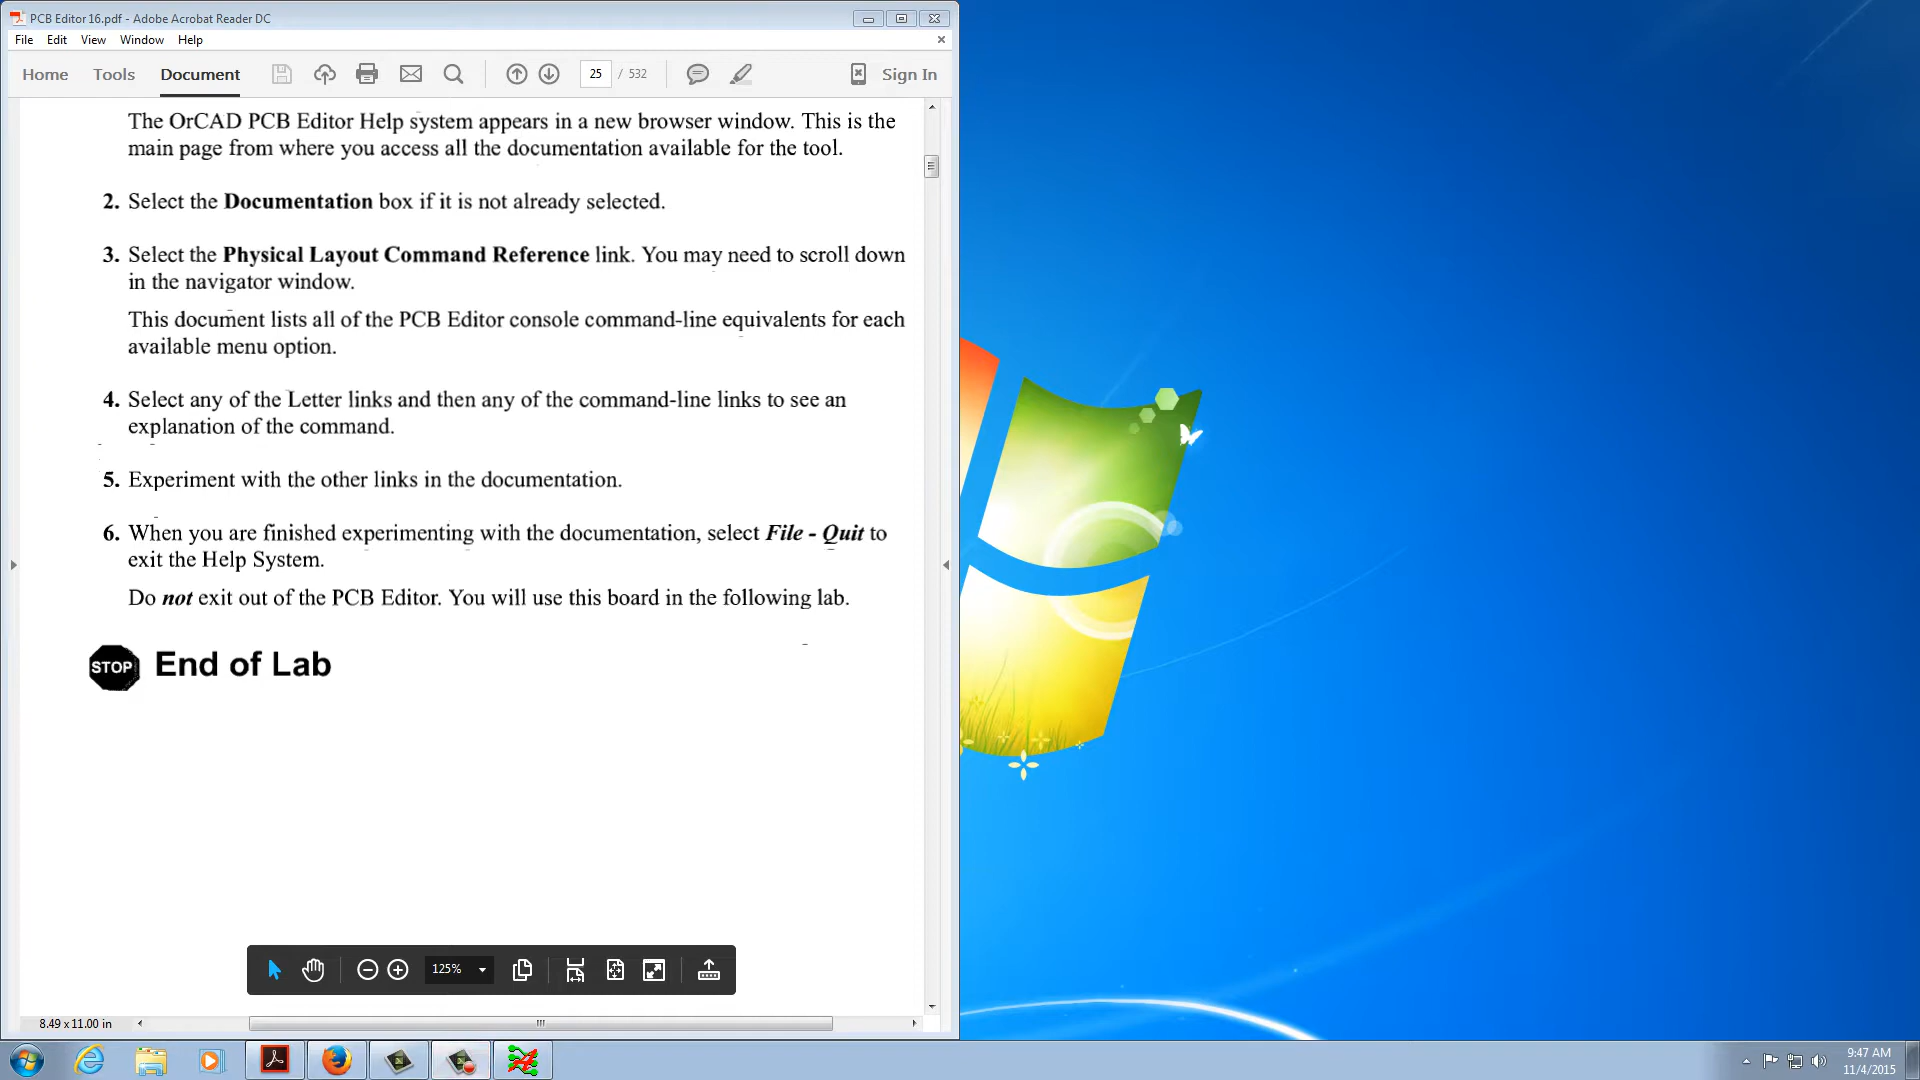 PCB Editor 16.pdf - Adobe Acrobat Reader DC
File Edit View Window Help
Home Tools Document 25 / 532 Sign In
The OrCAD PCB Editor Help system appears in a new browser window. This is the
main page from where you access all the documentation available for the tool.
2. Select the Documentation box if it is not already selected.
3. Select the Physical Layout Command Reference link. You may need to scroll down
in the navigator window.
This document lists all of the PCB Editor console command-line equivalents for each
available menu option.
4. Select any of the Letter links and then any of the command-line links to see an
explanation of the command.
5. Experiment with the other links in the documentation.
6. When you are finished experimenting with the documentation, select File - Quit to
exit the Help System.
Do not exit out of the PCB Editor. You will use this board in the following lab.
STOP End of Lab
125%
8.49 x 11.00 in
9:47 AM
11/4/2015